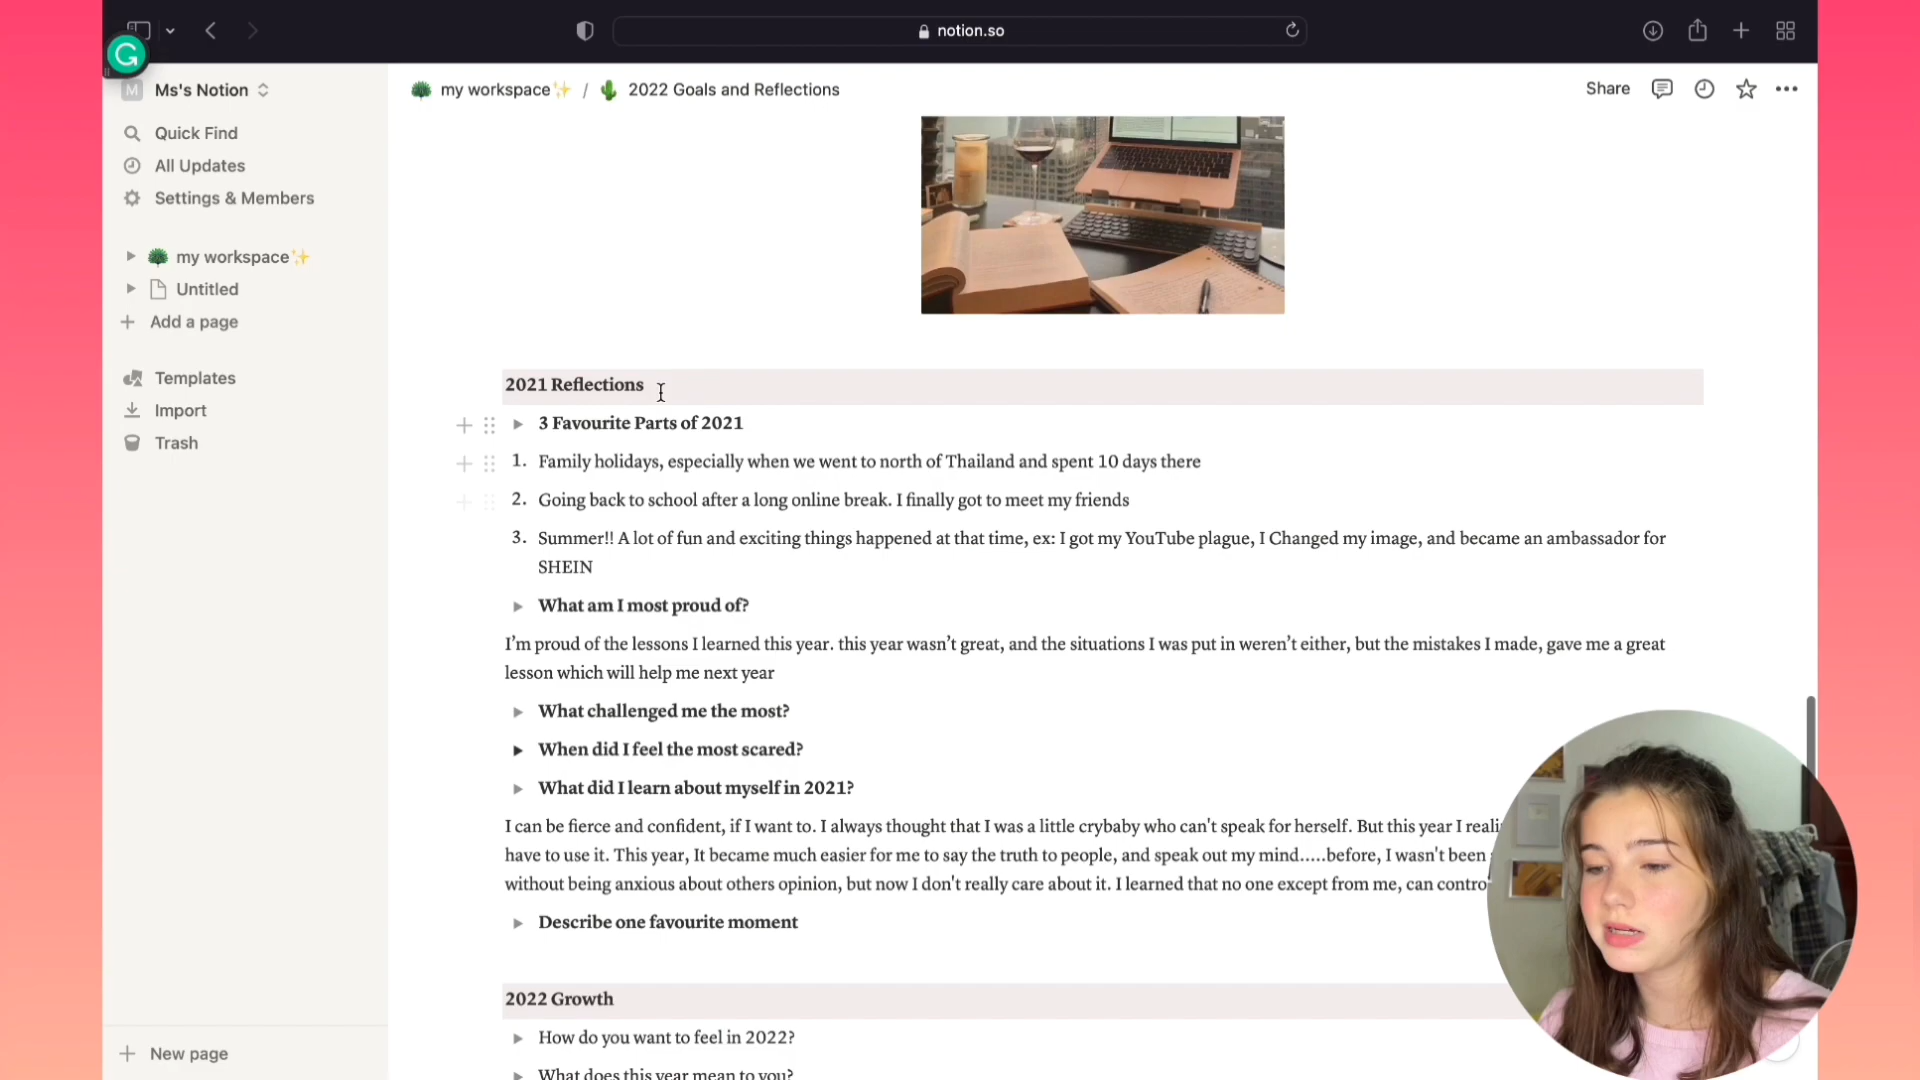 notion.so
M Ms's Notion
my workspace✨ / 2022 Goals and Reflections
Share
Quick Find
All Updates
Settings & Members
my workspace✨
Untitled
Add a page
Templates
Import
Trash
New page
2021 Reflections
3 Favourite Parts of 2021
1. Family holidays, especially when we went to north of Thailand and spent 10 days there
2. Going back to school after a long online break. I finally got to meet my friends
3. Summer!! A lot of fun and exciting things happened at that time, ex: I got my YouTube plague, I Changed my image, and became an ambassador for
SHEIN
What am I most proud of?
I’m proud of the lessons I learned this year. this year wasn’t great, and the situations I was put in weren’t either, but the mistakes I made, gave me a great
lesson which will help me next year
What challenged me the most?
When did I feel the most scared?
What did I learn about myself in 2021?
I can be fierce and confident, if I want to. I always thought that I was a little crybaby who can't speak for herself. But this year I reali
have to use it. This year, It became much easier for me to say the truth to people, and speak out my mind.....before, I wasn't been
without being anxious about others opinion, but now I don't really care about it. I learned that no one except from me, can contro
Describe one favourite moment
2022 Growth
How do you want to feel in 2022?
What does this year mean to you?